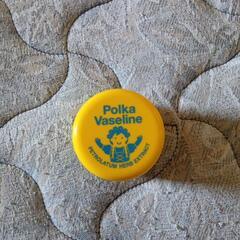 Polka
Vaseline
PETROLATUM HERB EXTRACT